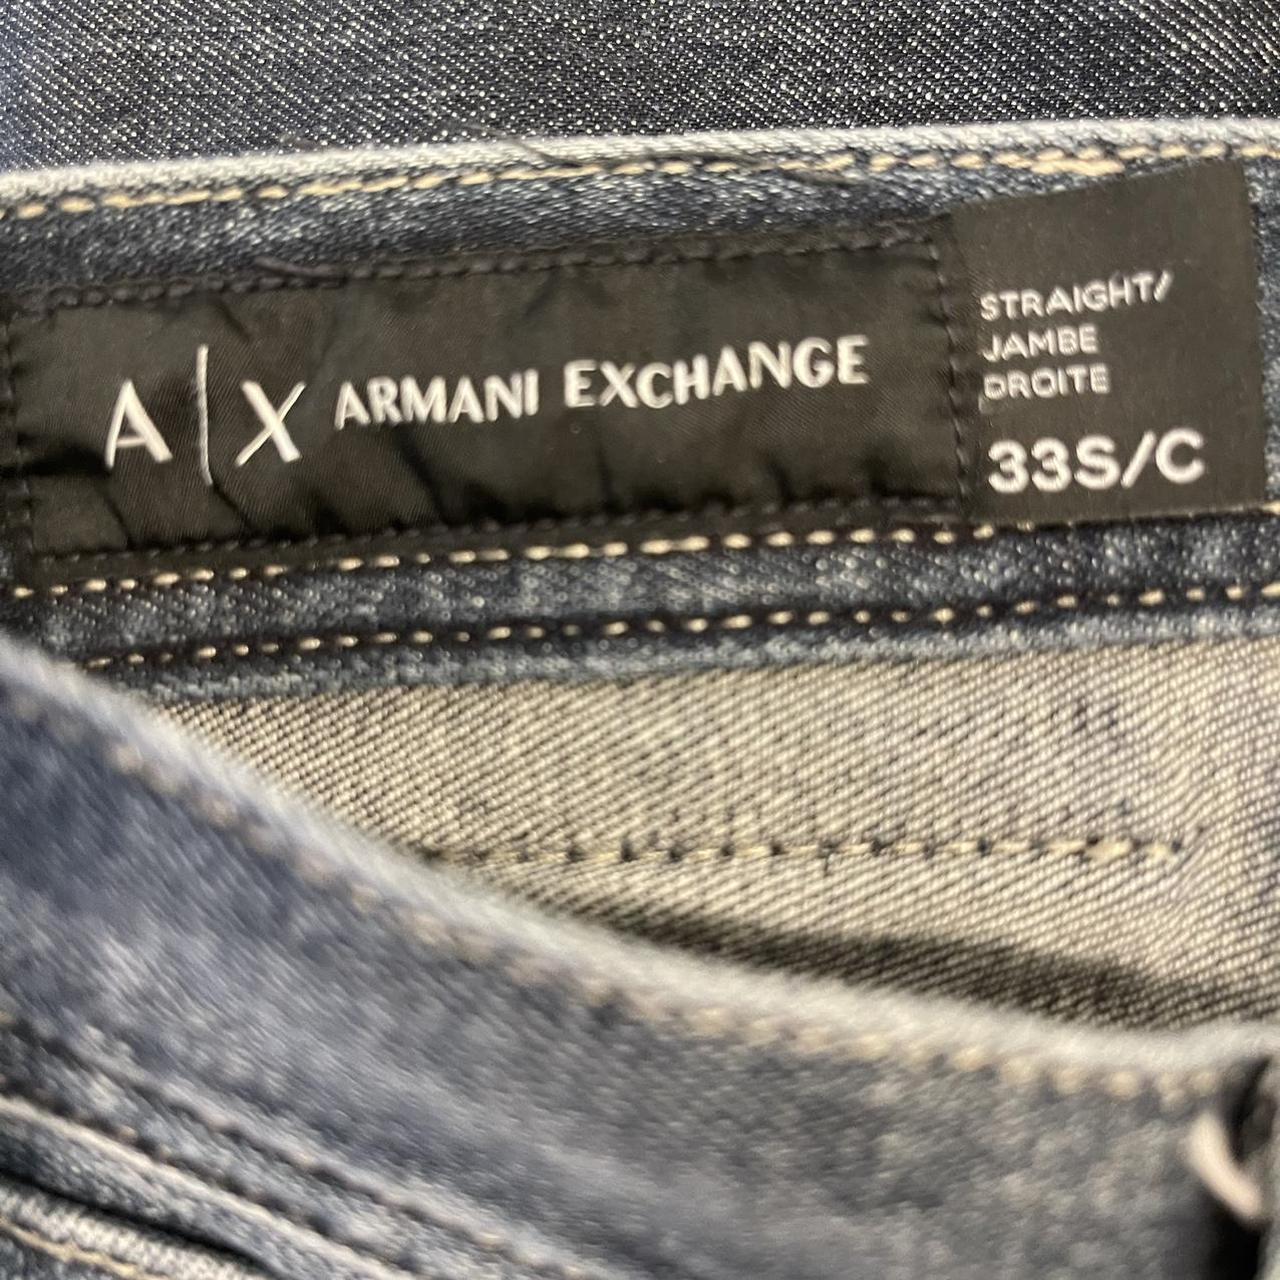 A|X ARMANI EXCHANGE
STRAIGHT/
JAMBE
DROITE
33S/C